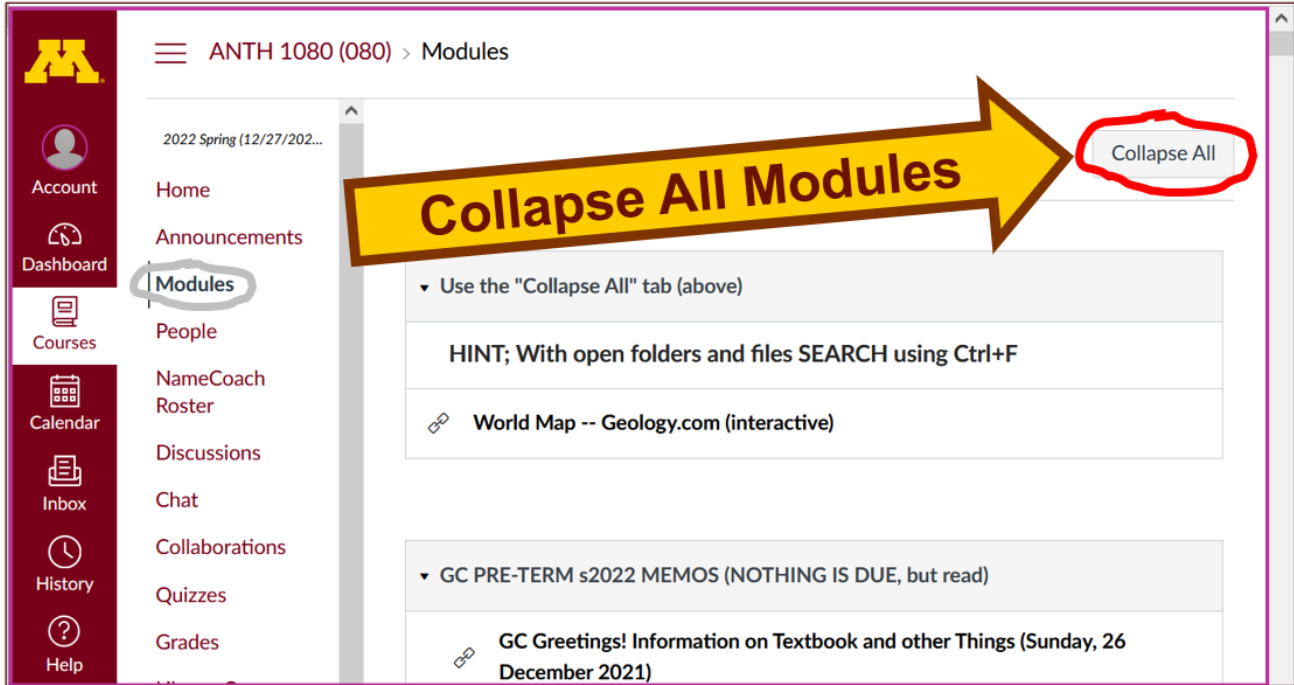 M
ANTH 1080 (080) > Modules
Account
Dashboard
Courses
Calendar
Inbox
History
Help
2022 Spring (12/27/202...
Home
Announcements
Modules
People
NameCoach
Roster
Discussions
Chat
Collaborations
Quizzes
Grades
Collapse All Modules
Collapse All
Use the "Collapse All" tab (above)
HINT; With open folders and files SEARCH using Ctrl+F
World Map -- Geology.com (interactive)
GC PRE-TERM s2022 MEMOS (NOTHING IS DUE, but read)
GC Greetings! Information on Textbook and other Things (Sunday, 26
December 2021)